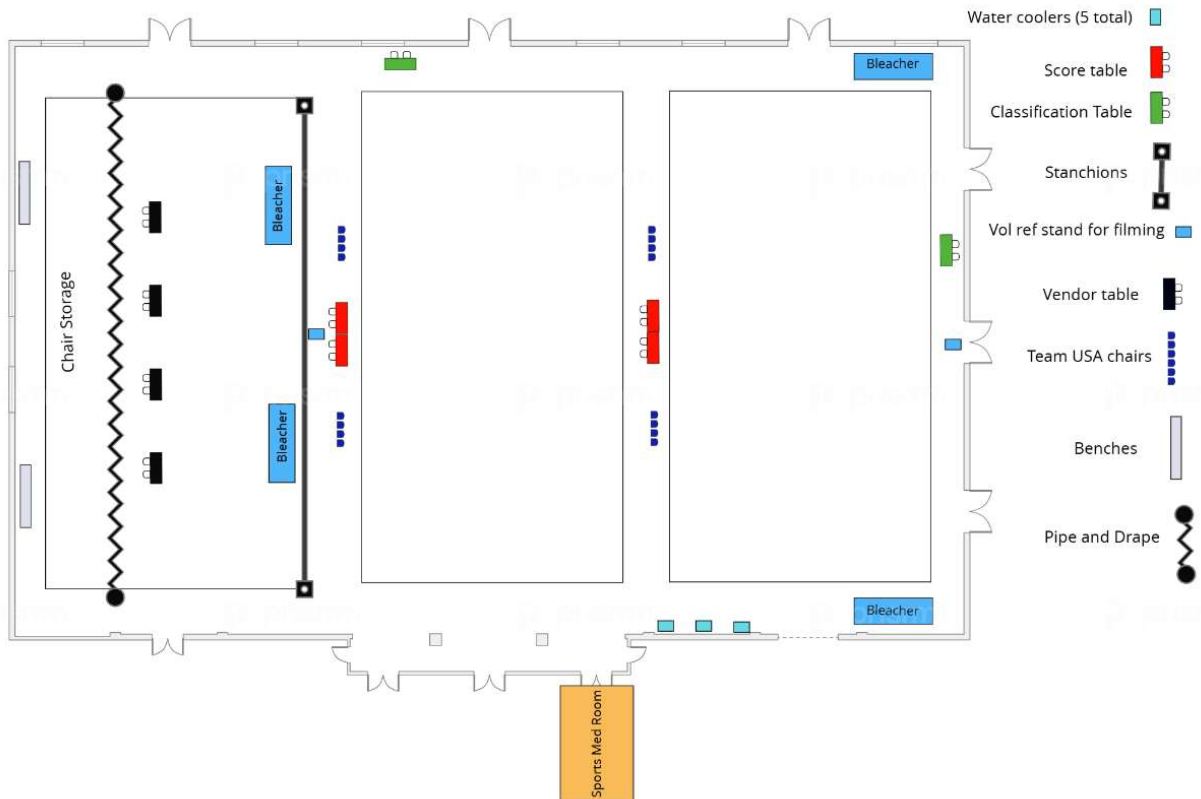 Water coolers (5 total)
Score table
Classification Table
Stanchions
Vol ref stand for filming
Vendor table
Team USA chairs
Benches
Pipe and Drape
Bleacher
Bleacher
Bleacher
Bleacher
Chair Storage
Sports Med Room